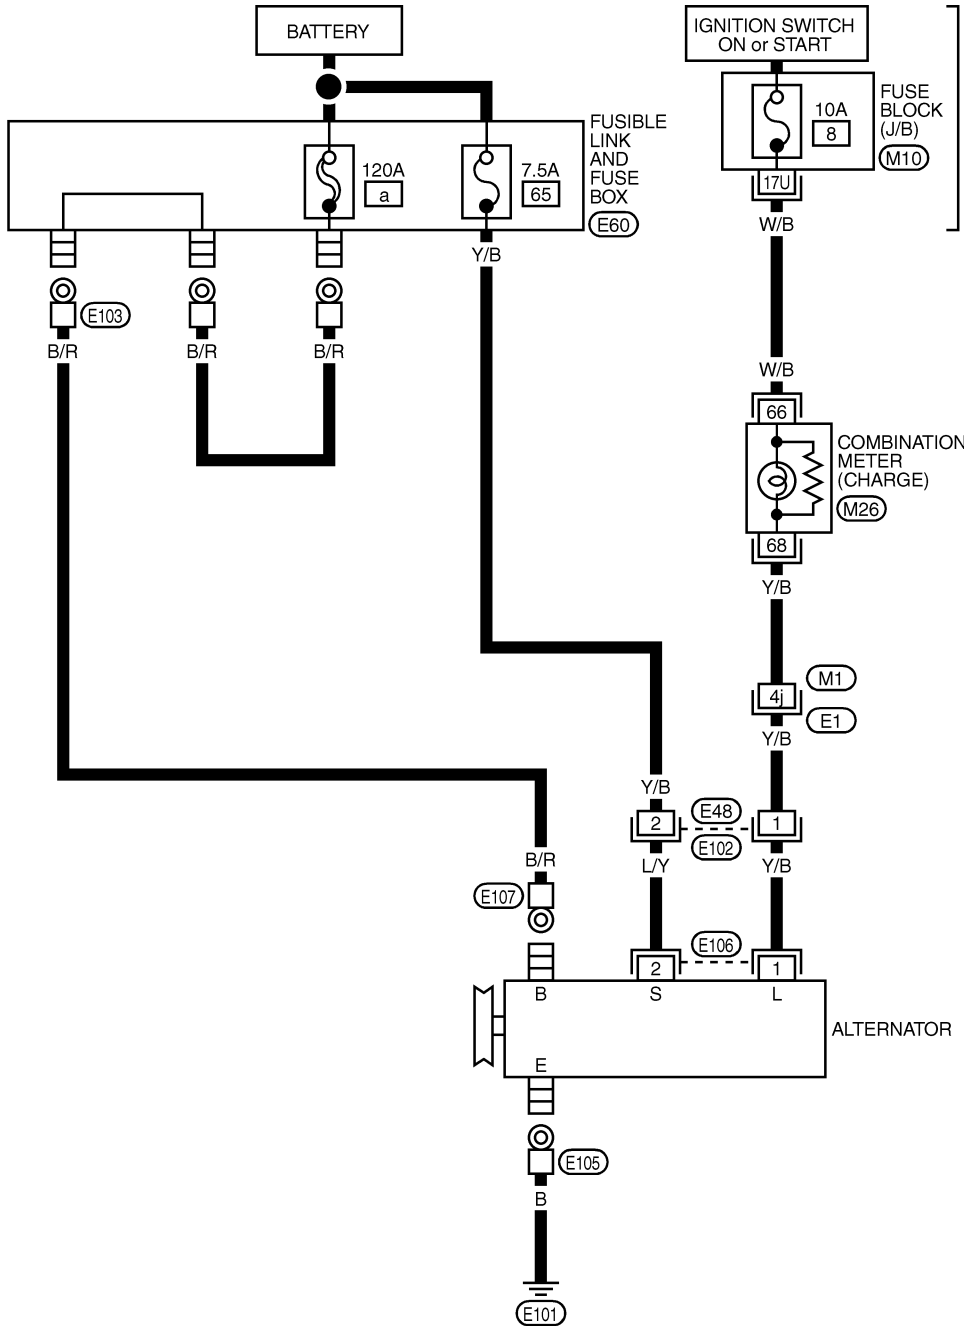 BATTERY
IGNITION SWITCH
ON or START
10A
8
FUSE
BLOCK
(J/B)
M10
17U
W/B
120A
a
7.5A
65
FUSIBLE
LINK
AND
FUSE
BOX
E60
Y/B
E103
B/R
B/R
B/R
W/B
66
COMBINATION
METER
(CHARGE)
M26
68
Y/B
M1
4j
E1
Y/B
Y/B
2
E48
1
E102
B/R
L/Y
Y/B
E107
E106
2
1
B
S
L
ALTERNATOR
E
E105
B
E101